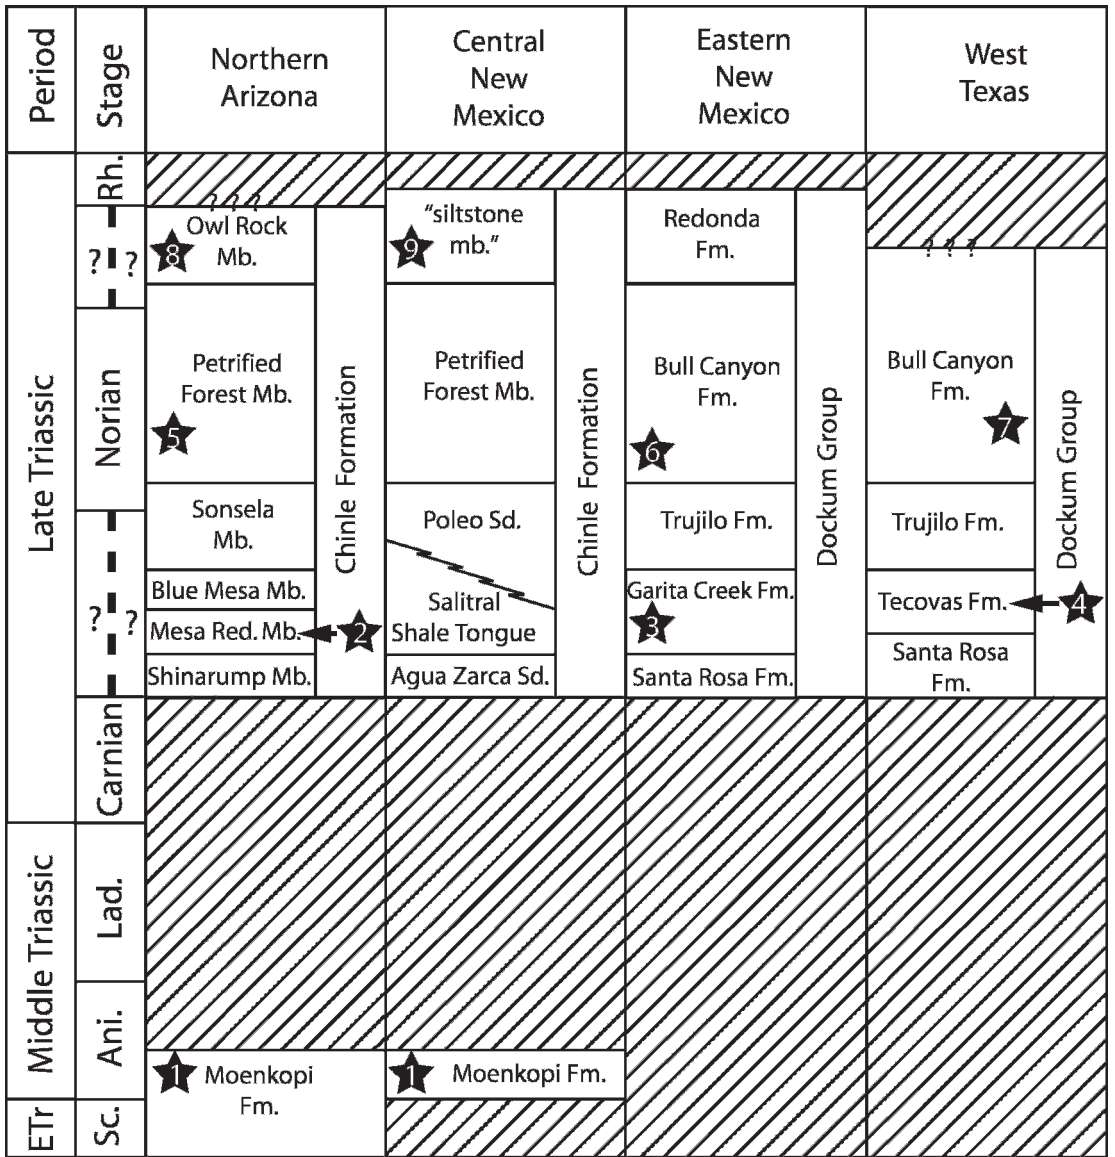 Period
Stage
Northern
Arizona
Central
New
Mexico
Eastern
New
Mexico
West
Texas
Late Triassic
Middle Triassic
ETr
Rh.
? ?
Norian
? ?
Carnian
Lad.
Ani.
Sc.
? ? ?
Owl Rock
Mb.
8
Petrified
Forest Mb.
5
Sonsela
Mb.
Blue Mesa Mb.
Mesa Red. Mb.
2
Shinarump Mb.
Chinle Formation
1
Moenkopi
Fm.
"siltstone
mb."
9
Petrified
Forest Mb.
Poleo Sd.
Salitral
Shale Tongue
Agua Zarca Sd.
Chinle Formation
1
Moenkopi Fm.
Redonda
Fm.
Bull Canyon
Fm.
6
Trujilo Fm.
Garita Creek Fm.
3
Santa Rosa Fm.
Dockum Group
? ? ?
Bull Canyon
Fm.
7
Trujilo Fm.
Tecovas Fm.
4
Santa Rosa
Fm.
Dockum Group